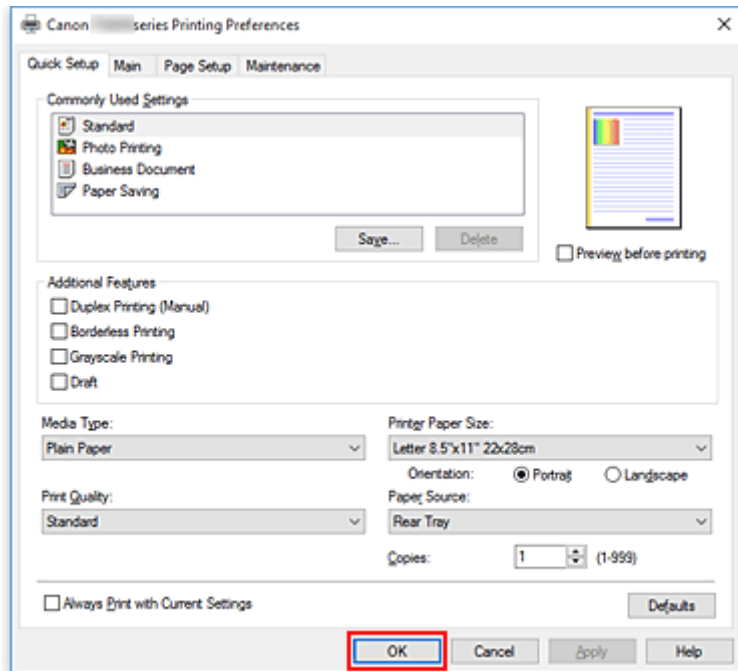 Canon series Printing Preferences
Quick Setup Main Page Setup Maintenance
Commonly Used Settings
Standard
Photo Printing
Business Document
Paper Saving
Save... Delete
Preview before printing
Additional Features
Duplex Printing (Manual)
Borderless Printing
Grayscale Printing
Draft
Media Type: Printer Paper Size:
Plain Paper Letter 8.5"x11" 22x28cm
Orientation: Portrait Landscape
Print Quality: Paper Source:
Standard Rear Tray
Copies: 1 (1-999)
Always Print with Current Settings Defaults
OK Cancel Apply Help